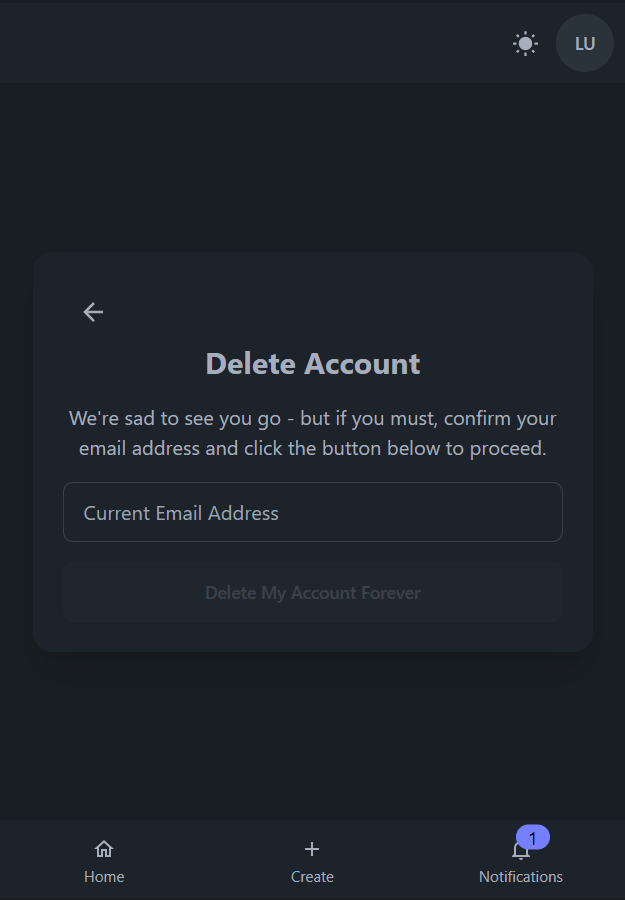 LU
Delete Account
We're sad to see you go - but if you must, confirm your
email address and click the button below to proceed.
Current Email Address
Delete My Account Forever
1
Home
Create
Notifications